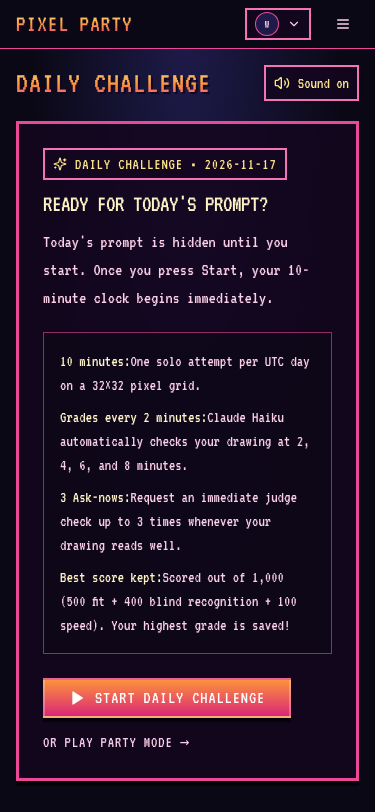 PIXEL PARTY
U
DAILY CHALLENGE
Sound on
DAILY CHALLENGE • 2026-11-17
READY FOR TODAY'S PROMPT?
Today's prompt is hidden until you
start. Once you press Start, your 10-
minute clock begins immediately.
10 minutes:One solo attempt per UTC day
on a 32X32 pixel grid.
Grades every 2 minutes:Claude Haiku
automatically checks your drawing at 2,
4, 6, and 8 minutes.
3 Ask-nows:Request an immediate judge
check up to 3 times whenever your
drawing reads well.
Best score kept:Scored out of 1,000
(500 fit + 400 blind recognition + 100
speed). Your highest grade is saved!
START DAILY CHALLENGE
OR PLAY PARTY MODE →